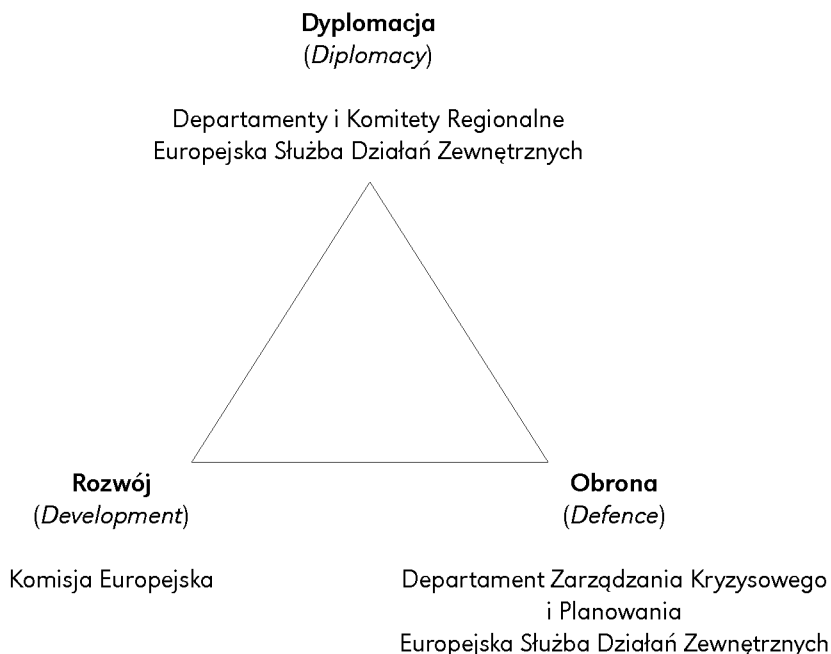 Dyplomacja
(Diplomacy)
Departamenty i Komitety Regionalne
Europejska Służba Działań Zewnętrznych
Rozwój
(Development)
Komisja Europejska
Obrona
(Defence)
Departament Zarządzania Kryzysowego
i Planowania
Europejska Służba Działań Zewnętrznych